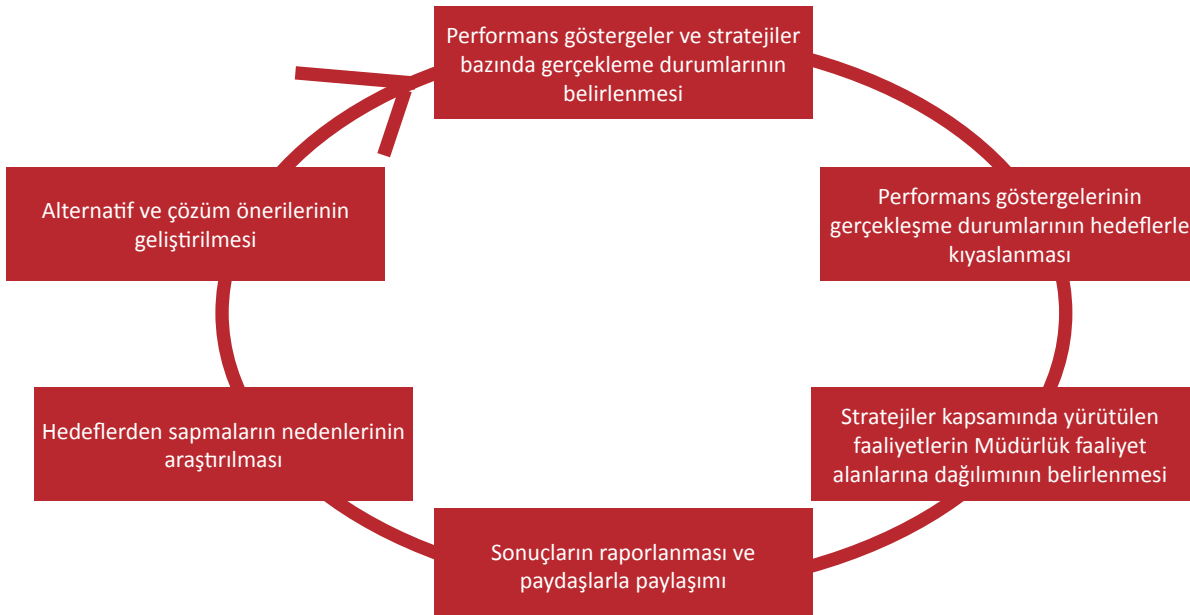 Performans göstergeler ve stratejiler
bazında gerçekleme durumlarının
belirlenmesi
Performans göstergelerinin
gerçekleşme durumlarının hedeflerle
kıyaslanması
Stratejiler kapsamında yürütülen
faaliyetlerin Müdürlük faaliyet
alanlarına dağılımının belirlenmesi
Sonuçların raporlanması ve
paydaşlarla paylaşımı
Hedeflerden sapmaların nedenlerinin
araştırılması
Alternatif ve çözüm önerilerinin
geliştirilmesi